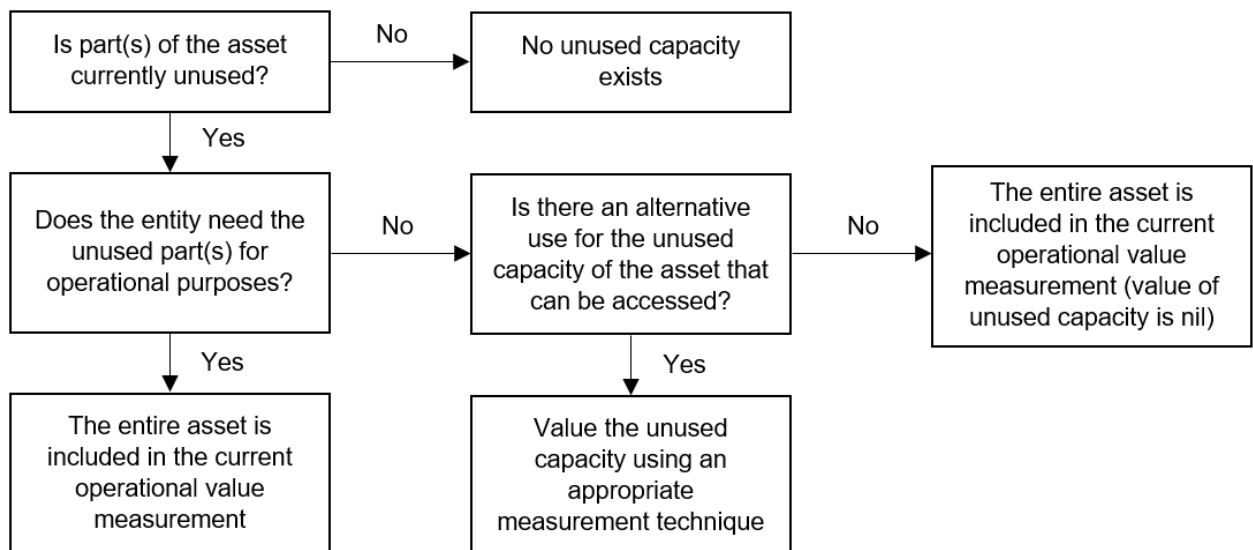 Is part(s) of the asset
currently unused?
No
No unused capacity
exists
Yes
Does the entity need the
unused part(s) for
operational purposes?
No
Is there an alternative
use for the unused
capacity of the asset that
can be accessed?
No
The entire asset is
included in the current
operational value
measurement (value of
unused capacity is nil)
Yes
The entire asset is
included in the current
operational value
measurement
Yes
Value the unused
capacity using an
appropriate
measurement technique